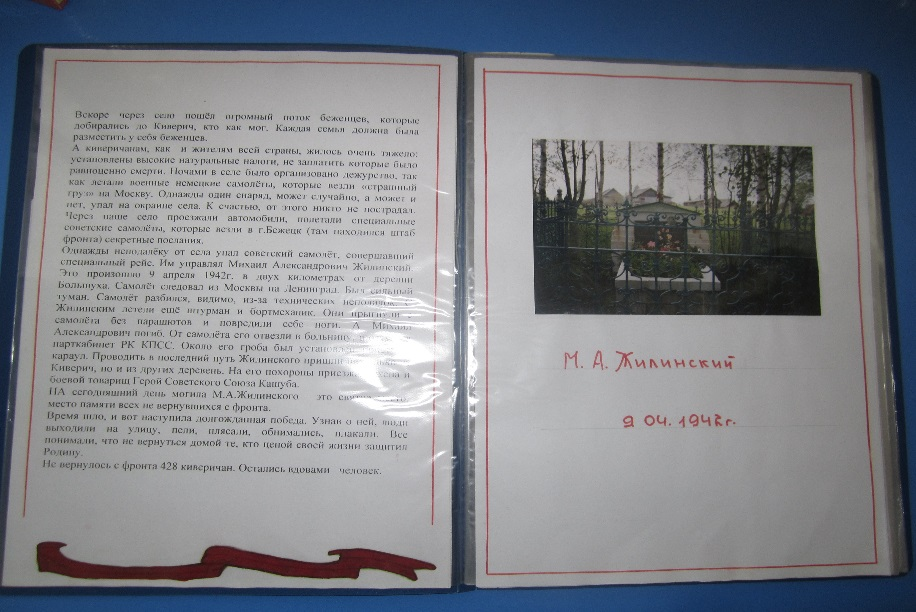 Вскоре через село пошёл огромный поток беженцев, которые
добирались до Киверич, кто как мог. Каждая семья должна была
разместить у себя беженцев.
А киверичанам, как и жителям всей страны, жилось очень тяжело:
установлены высокие натуральные налоги, не заплатить которые было
равноценно смерти. Ночами в селе было организовано дежурство, так
как летали военные немецкие самолёты, которые везли «страшный
груз» на Москву. Однажды один снаряд, может случайно, а может и
нет, упал на окраине села. К счастью, от этого никто не пострадал.
Через наше село проезжали автомобили, пролетали специальные
советские самолёты, которые везли в г.Бежецк (там находился штаб
фронта) секретные послания.
Однажды неподалёку от села упал советский самолёт, совершавший
специальный рейс. Им управлял Михаил Александрович Жилинский.
Это произошло 9 апреля 1942г. в двух километрах от деревни
Большуха. Самолёт следовал из Москвы на Ленинград. Был сильный
туман. Самолёт разбился, видимо, из-за технических неполадок.
Жилинским летели ещё штурман и бортмеханик. Они прыгнули
самолёта без парашютов и повредили себе ноги. А Михаил
Александрович погиб. От самолёта его отвезли в больницу,
парткабинет РК КПСС. Около его гроба был установлен
караул. Проводить в последний путь Жилинского пришли
Киверич, но и из других деревень. На его похороны приезжали
боевой товарищ Герой Советского Союза Кашуба.
НА сегодняшний день могила М.А.Жилинского это
место памяти всех не вернувшихся с фронта.
Время шло, и вот наступила долгожданная победа. Узнав о ней, люди
выходили на улицу, пели, плясали, обнимались, плакали. Все
понимали, что не вернуться домой те, кто ценой своей жизни защитил
Родину.
Не вернулось с фронта 428 киверичан. Остались вдовами человек.
М. А. Жилинский
9 04. 1942г.